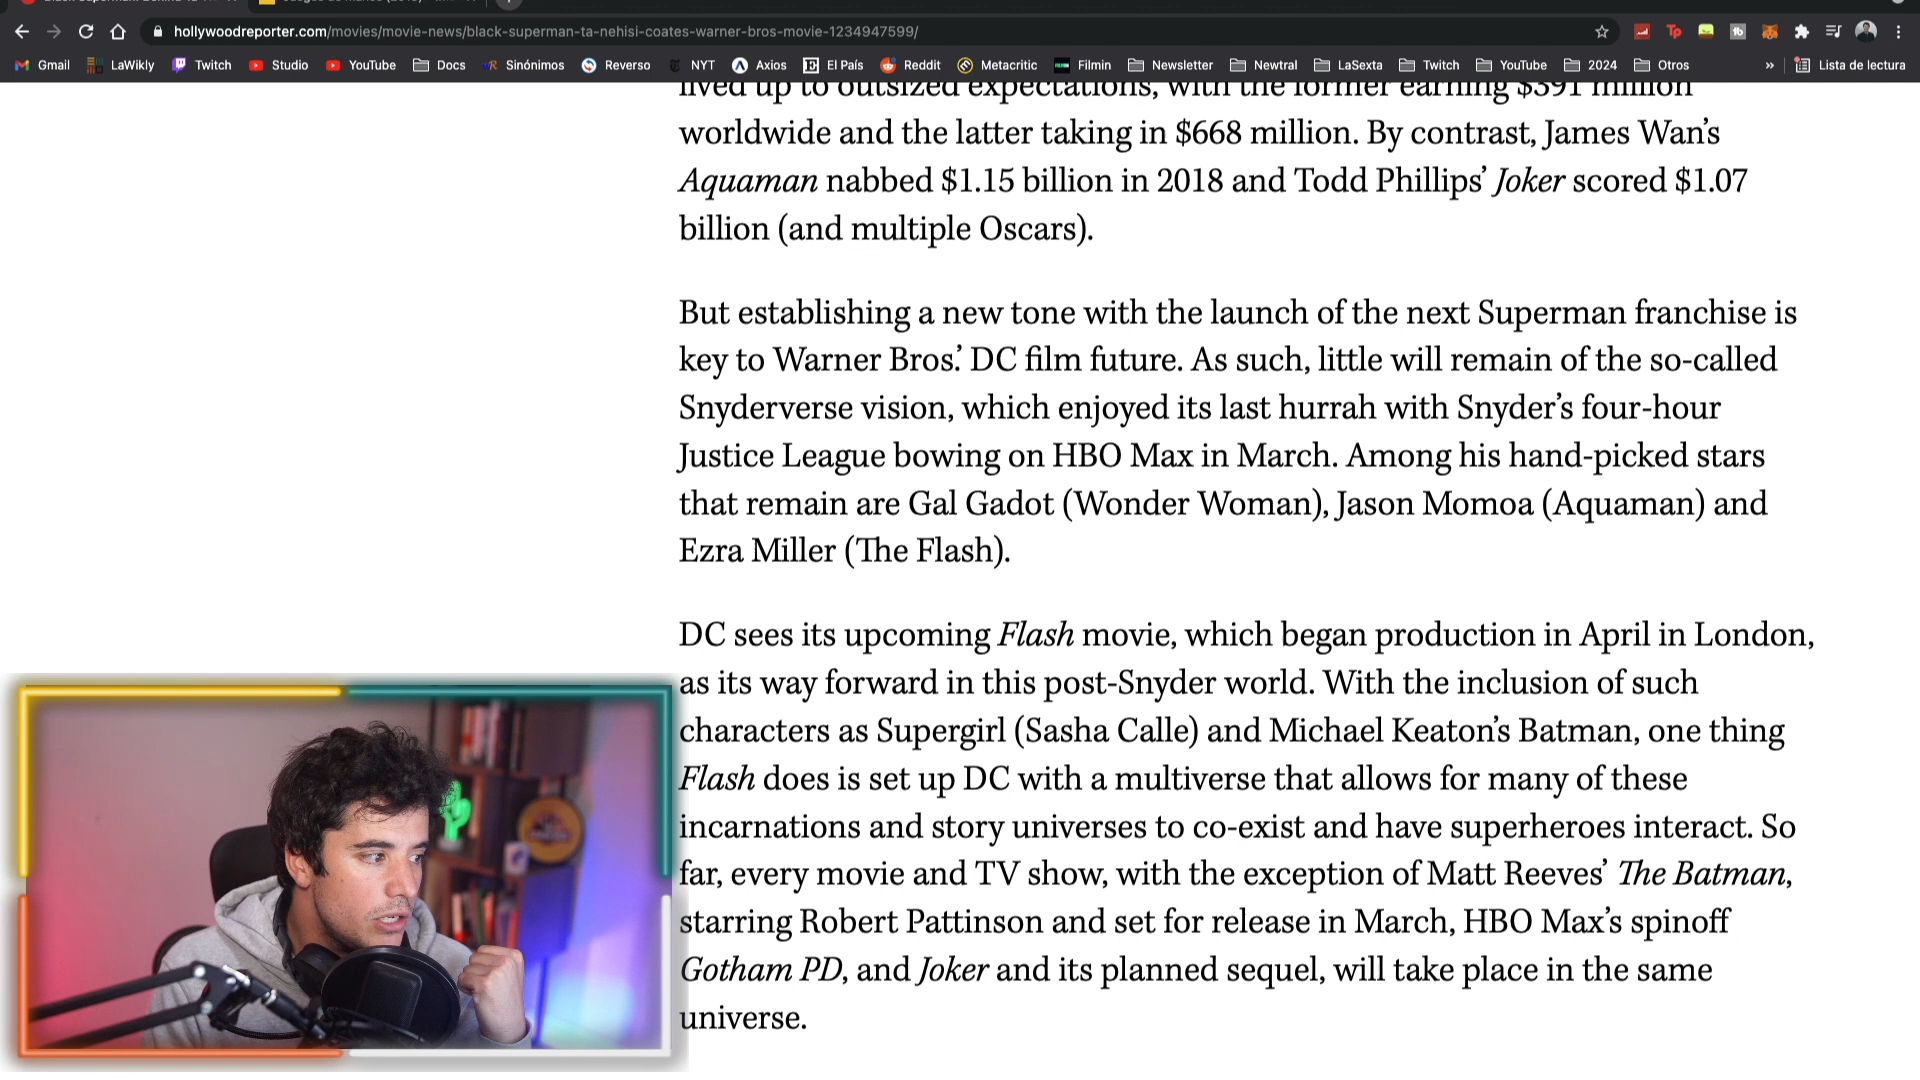 hollywoodreporter.com/movies/movie-news/black-superman-ta-nehisi-coates-warner-bros-movie-1234947599/
Gmail LaWikly Twitch Studio YouTube Docs Sinónimos Reverso NYT Axios El País Reddit Metacritic Filmin Newsletter Newtral LaSexta Twitch YouTube 2024 Otros » Lista de lectura
lived up to outsized expectations, with the former earning $391 million
worldwide and the latter taking in $668 million. By contrast, James Wan’s
Aquaman nabbed $1.15 billion in 2018 and Todd Phillips’ Joker scored $1.07
billion (and multiple Oscars).
But establishing a new tone with the launch of the next Superman franchise is
key to Warner Bros.’ DC film future. As such, little will remain of the so-called
Snyderverse vision, which enjoyed its last hurrah with Snyder’s four-hour
Justice League bowing on HBO Max in March. Among his hand-picked stars
that remain are Gal Gadot (Wonder Woman), Jason Momoa (Aquaman) and
Ezra Miller (The Flash).
DC sees its upcoming Flash movie, which began production in April in London,
as its way forward in this post-Snyder world. With the inclusion of such
characters as Supergirl (Sasha Calle) and Michael Keaton’s Batman, one thing
Flash does is set up DC with a multiverse that allows for many of these
incarnations and story universes to co-exist and have superheroes interact. So
far, every movie and TV show, with the exception of Matt Reeves’ The Batman,
starring Robert Pattinson and set for release in March, HBO Max’s spinoff
Gotham PD, and Joker and its planned sequel, will take place in the same
universe.